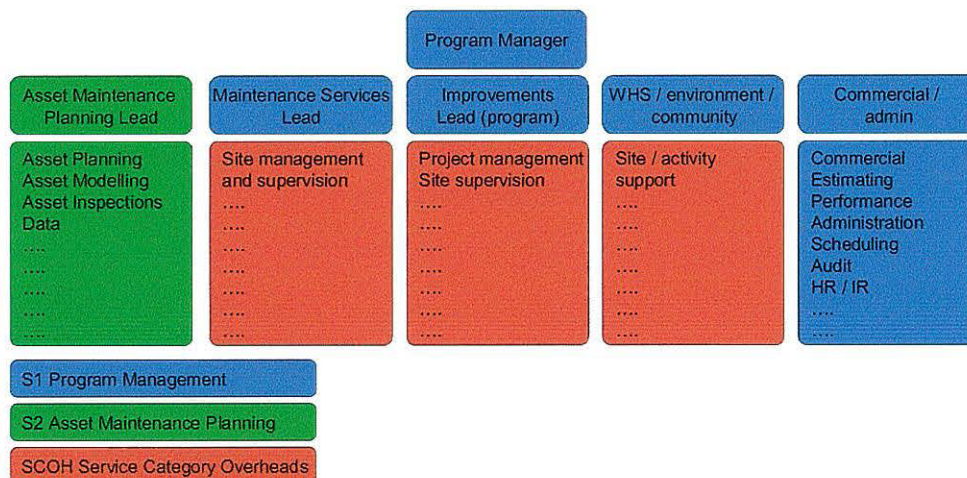 Program Manager
Asset Maintenance
Planning Lead
Maintenance Services
Lead
Improvements
Lead (program)
WHS / environment /
community
Commercial /
admin
Asset Planning
Asset Modelling
Asset Inspections
Data
....
....
....
....
....
....
Site management
and supervision
....
....
....
....
....
....
....
Project management
Site supervision
....
....
....
....
....
....
....
Site / activity
support
....
....
....
....
....
....
....
Commercial
Estimating
Performance
Administration
Scheduling
Audit
HR / IR
....
....
S1 Program Management
S2 Asset Maintenance Planning
SCOH Service Category Overheads